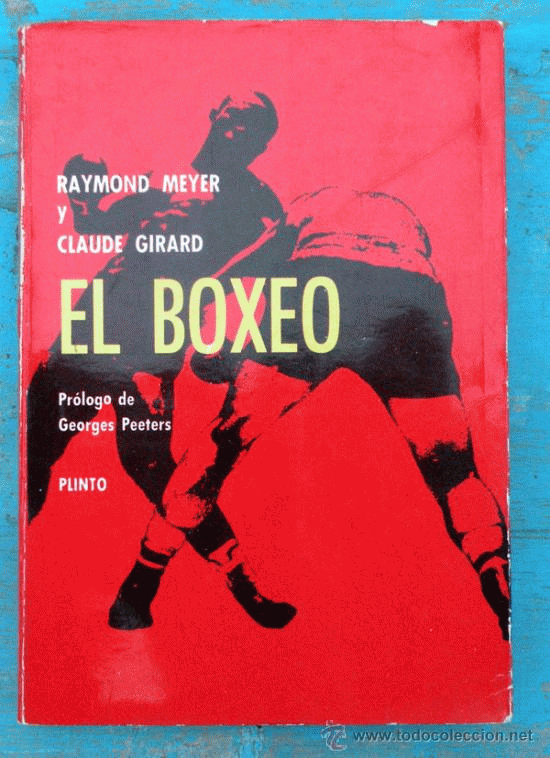 RAYMOND MEYER
y
CLAUDE GIRARD
EL BOXEO
Prólogo de
Georges Peeters
PLINTO
© www.todocoleccion.net